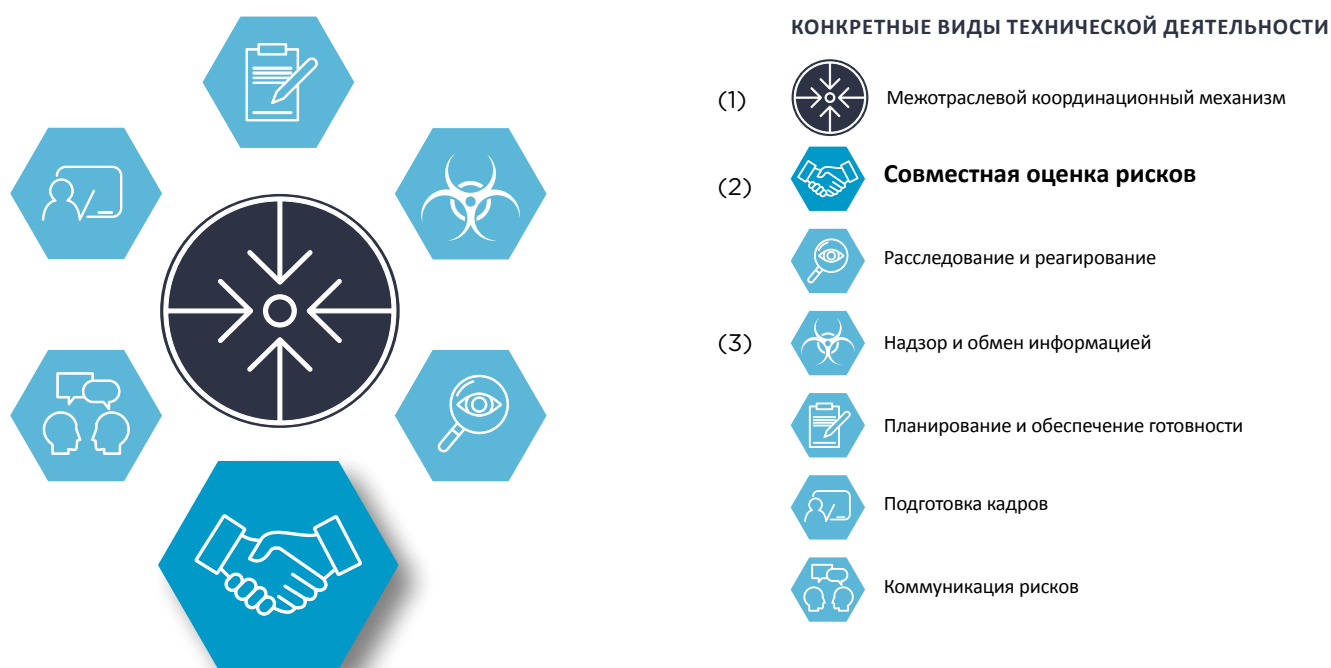 КОНКРЕТНЫЕ ВИДЫ ТЕХНИЧЕСКОЙ ДЕЯТЕЛЬНОСТИ
(1) Межотраслевой координационный механизм
(2) Совместная оценка рисков
Расследование и реагирование
(3) Надзор и обмен информацией
Планирование и обеспечение готовности
Подготовка кадров
Коммуникация рисков